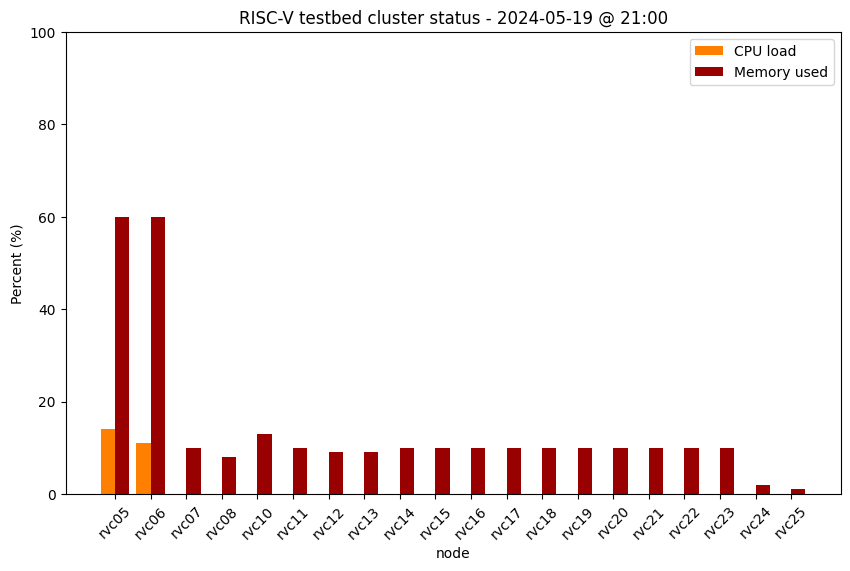 RISC-V testbed cluster status - 2024-05-19 @ 21:00
CPU load
Memory used
Percent (%)
100
80
60
40
20
0
rvc05 rvc06 rvc07 rvc08 rvc10 rvc11 rvc12 rvc13 rvc14 rvc15 rvc16 rvc17 rvc18 rvc19 rvc20 rvc21 rvc22 rvc23 rvc24 rvc25
node